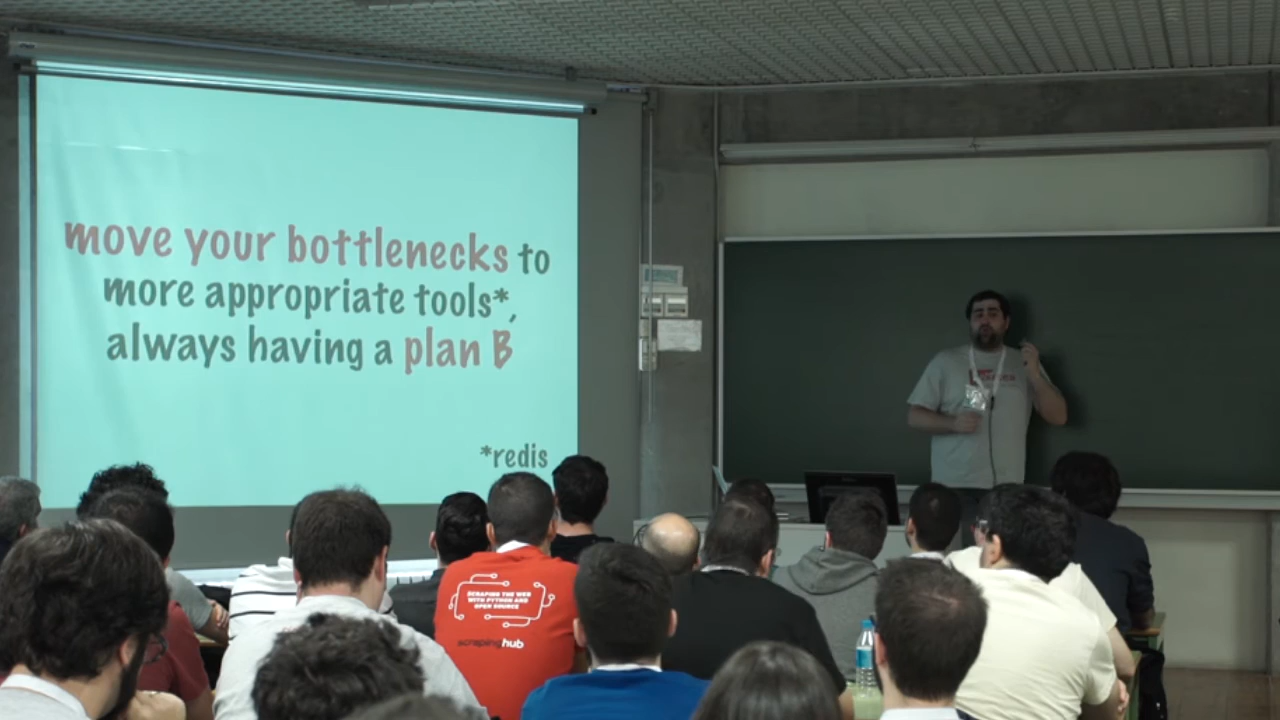 move your bottlenecks to
more appropriate tools*,
always having a plan B
*redis
SCRAPING THE WEB
WITH PYTHON AND
OPEN SOURCE
scrapinghub